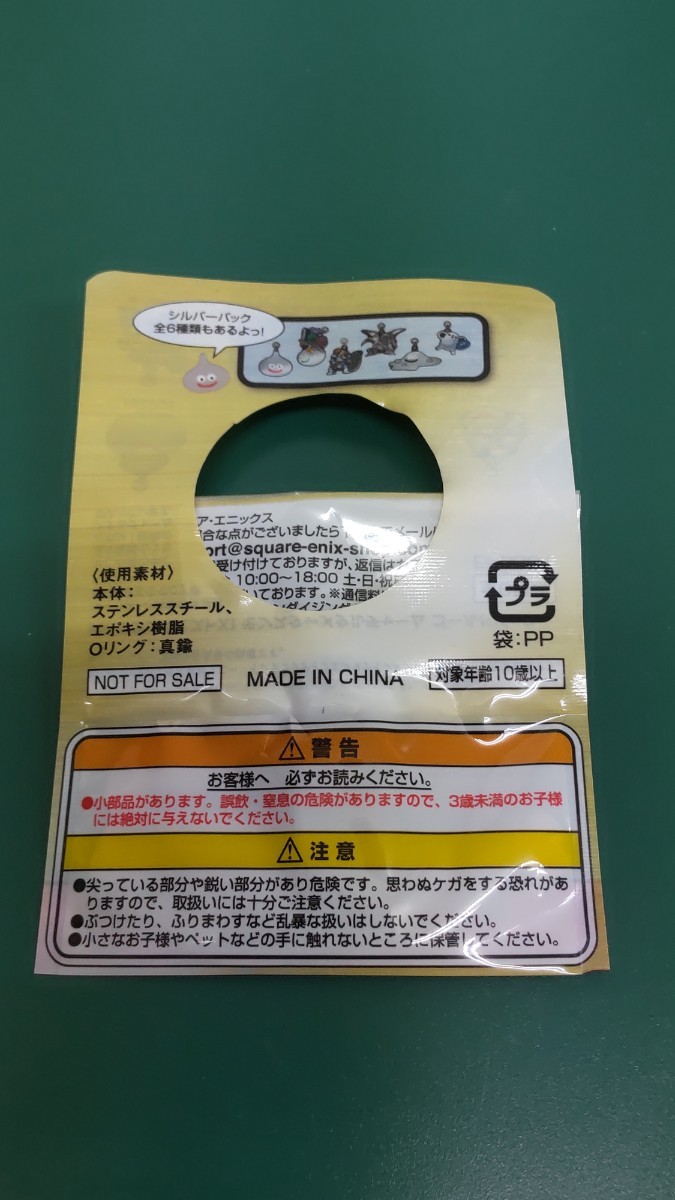 シルバーパック
全6種類もあるよっ!
ア・エニックス
合な点がございましたら
メール
ort@square-enix-sh
受け付けておりますが、返信は
10:00～18:00 土・日・祝
いております。※通信料
〈使用素材〉
本体:
ステンレススチール、
エポキシ樹脂
Oリング:真鍮
プラ
袋:PP
NOT FOR SALE
MADE IN CHINA
対象年齢10歳以上
警告
お客様へ 必ずお読みください。
●小部品があります。誤飲・窒息の危険がありますので、3歳未満のお子様
には絶対に与えないでください。
注意
●尖っている部分や鋭い部分があり危険です。思わぬケガをする恐れがあ
りますので、取扱いには十分ご注意ください。
●ぶつけたり、ふりまわすなど乱暴な扱いはしないでください。
●小さなお子様やペットなどの手に触れないところに保管してください。